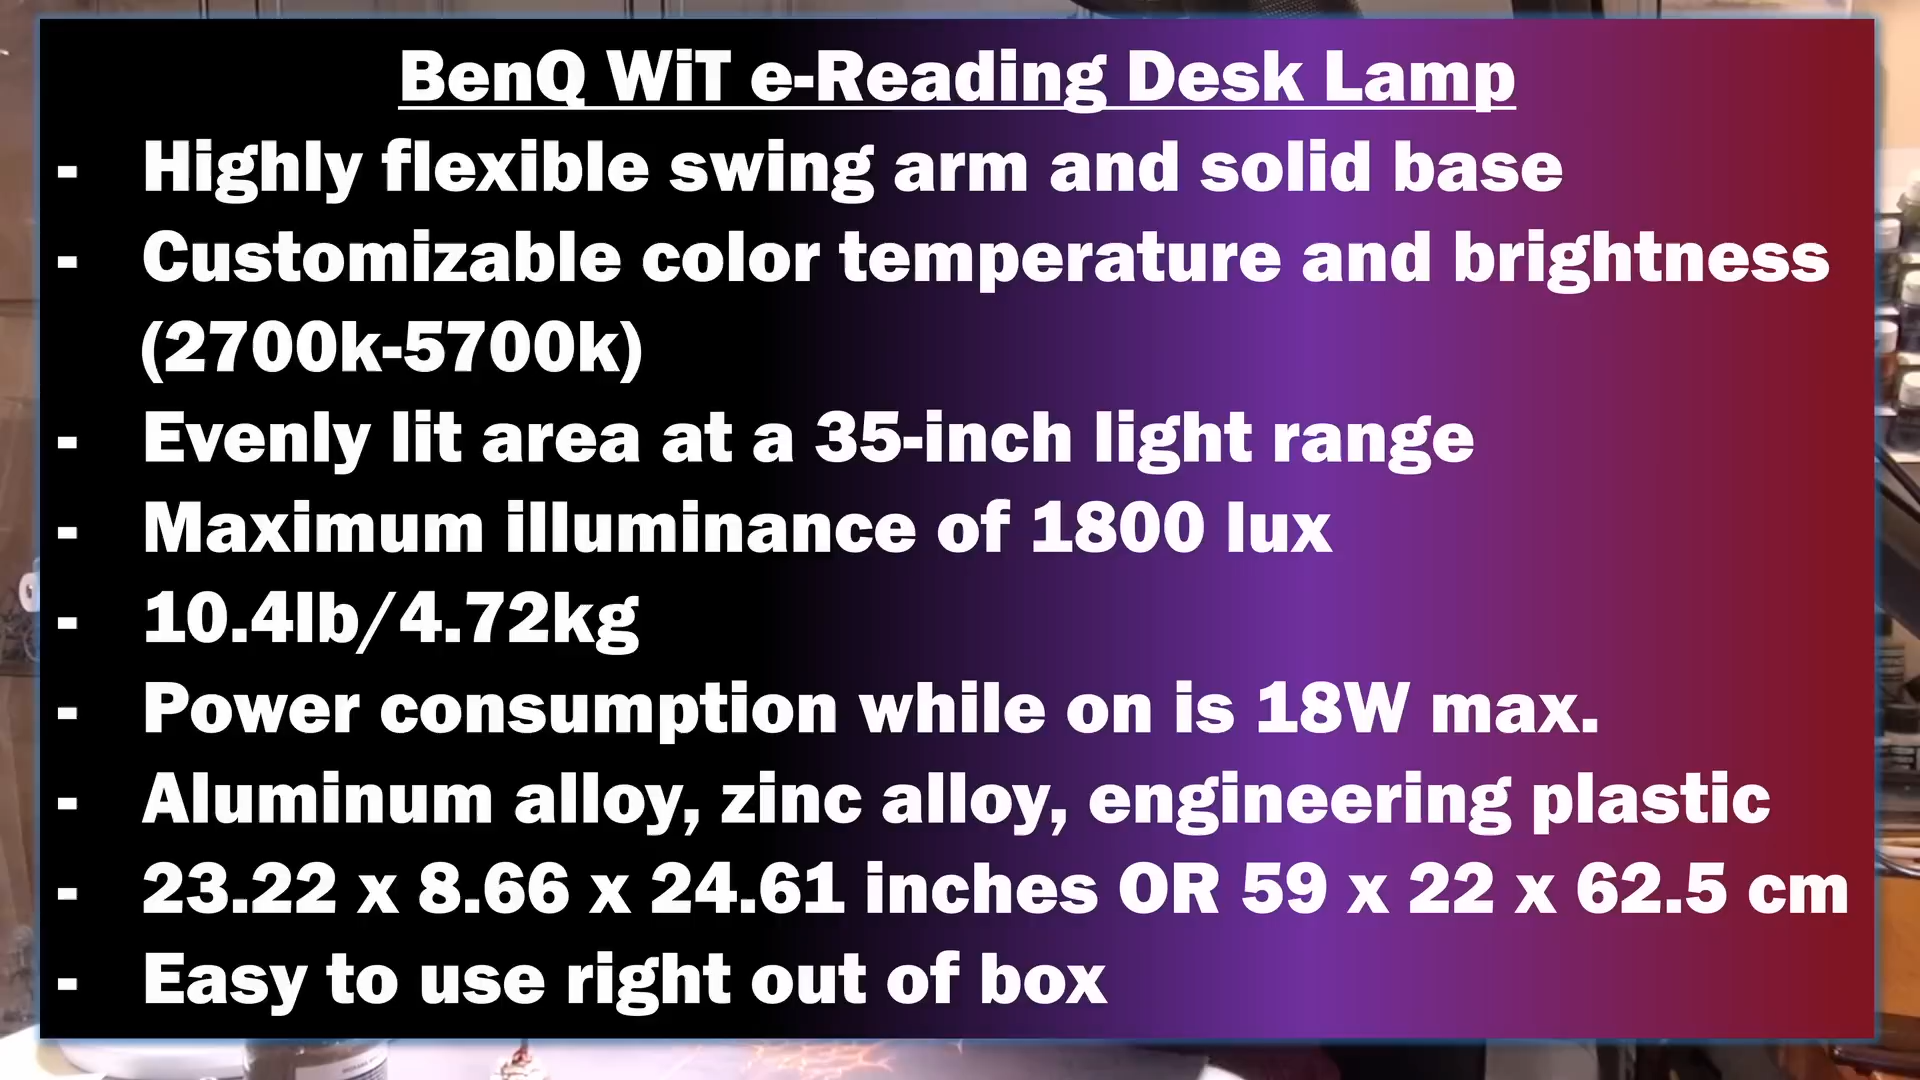 BenQ WiT e-Reading Desk Lamp
- Highly flexible swing arm and solid base
- Customizable color temperature and brightness
(2700k-5700k)
- Evenly lit area at a 35-inch light range
- Maximum illuminance of 1800 lux
- 10.4lb/4.72kg
- Power consumption while on is 18W max.
- Aluminum alloy, zinc alloy, engineering plastic
- 23.22 x 8.66 x 24.61 inches OR 59 x 22 x 62.5 cm
- Easy to use right out of box